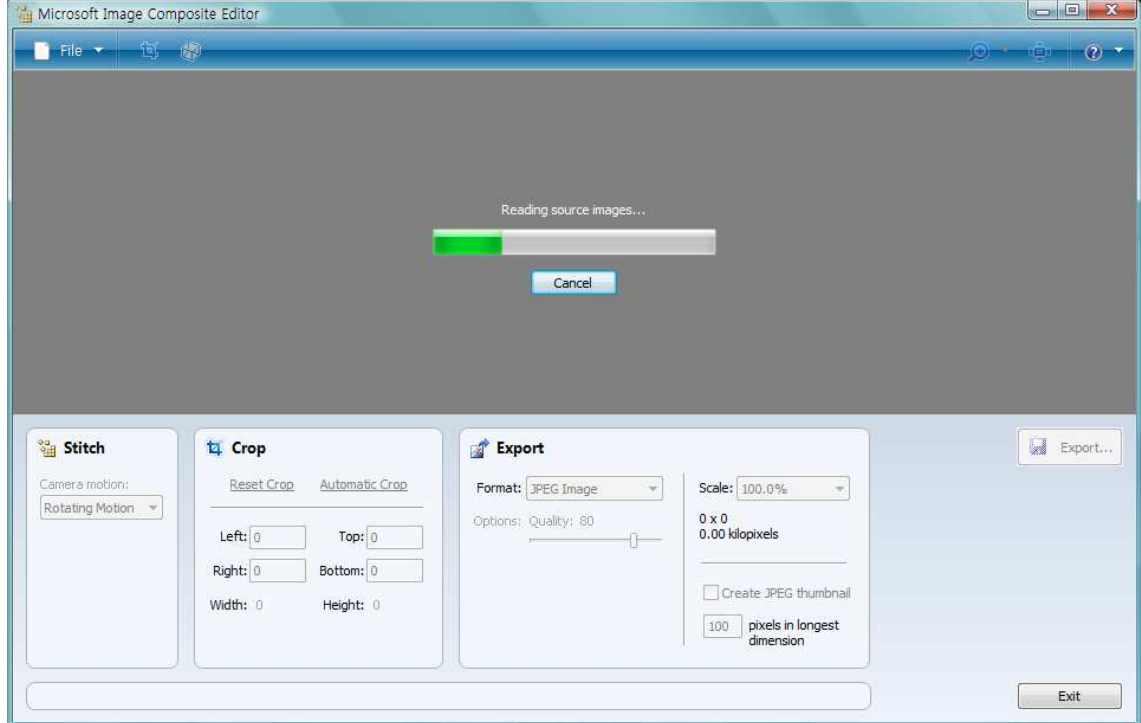 Microsoft Image Composite Editor
File
Reading source images...
Cancel
Stitch
Camera motion:
Rotating Motion
Crop
Reset Crop Automatic Crop
Left: 0 Top: 0
Right: 0 Bottom: 0
Width: 0 Height: 0
Export
Format: JPEG Image
Options: Quality: 80
Scale: 100.0%
0 x 0
0.00 kilopixels
Create JPEG thumbnail
100 pixels in longest
dimension
Export...
Exit